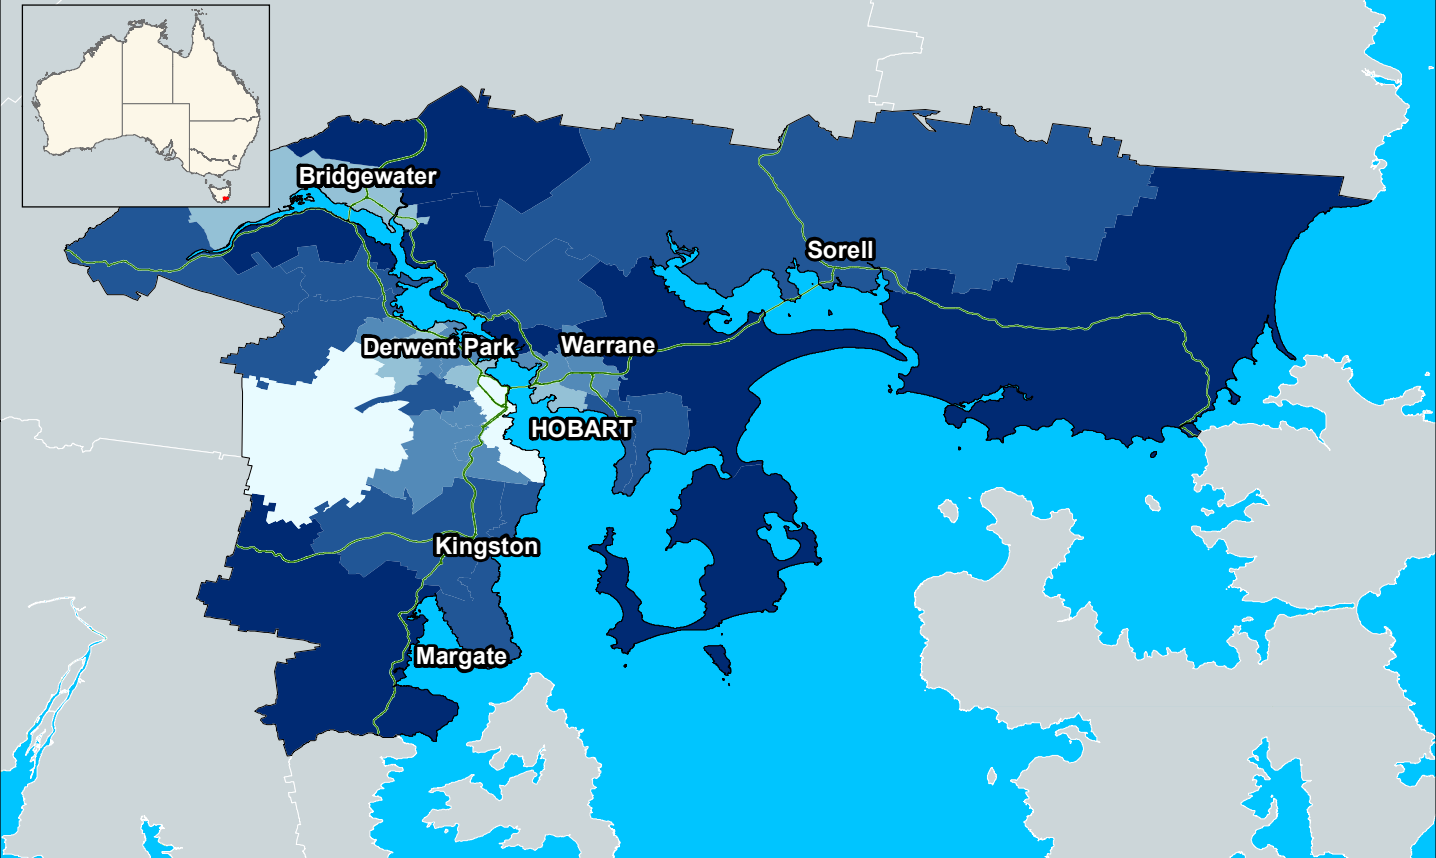 Bridgewater
Sorell
Derwent Park
Warrane
HOBART
Kingston
Margate